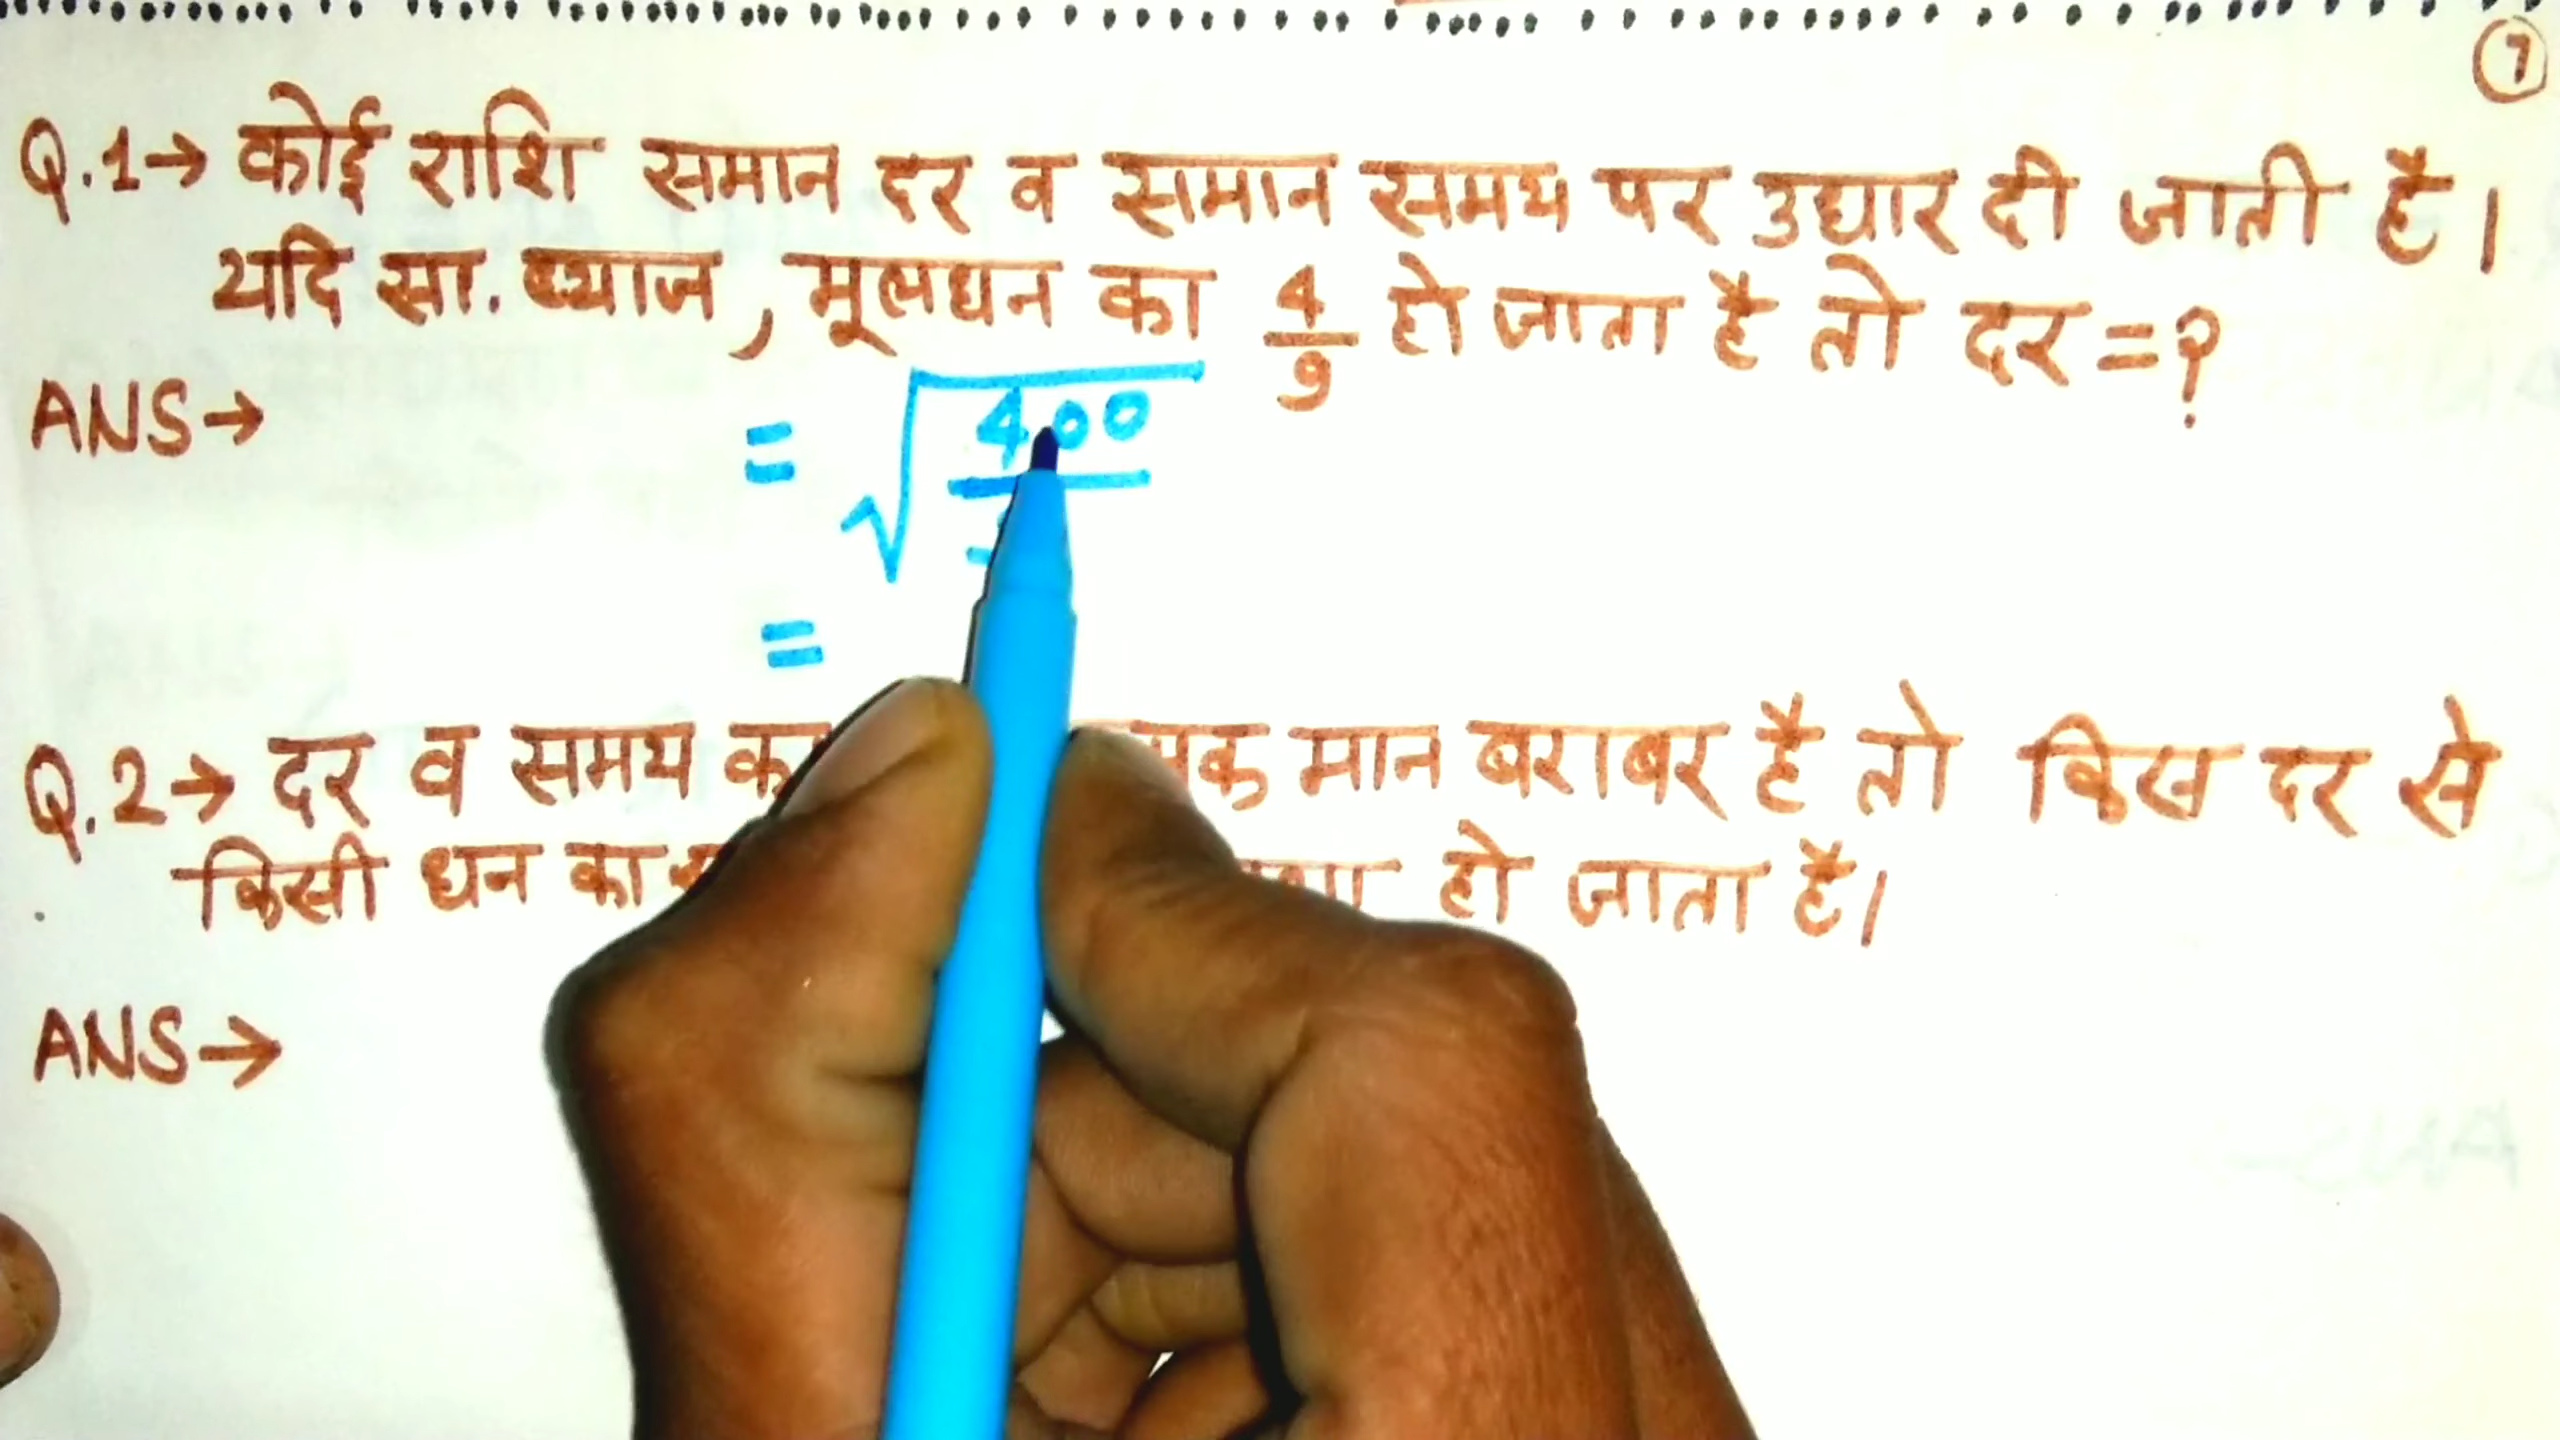 7
Q.1→ कोई राशि समान दर व समान समय पर उधार दी जाती है।
यदि सा. ब्याज, मूलधन का 4/9 हो जाता है तो दर = ?
ANS→ = √400
=
Q.2→ दर व समय का मान बराबर है तो किस दर से
किसी धन का हो जाता है।
ANS→